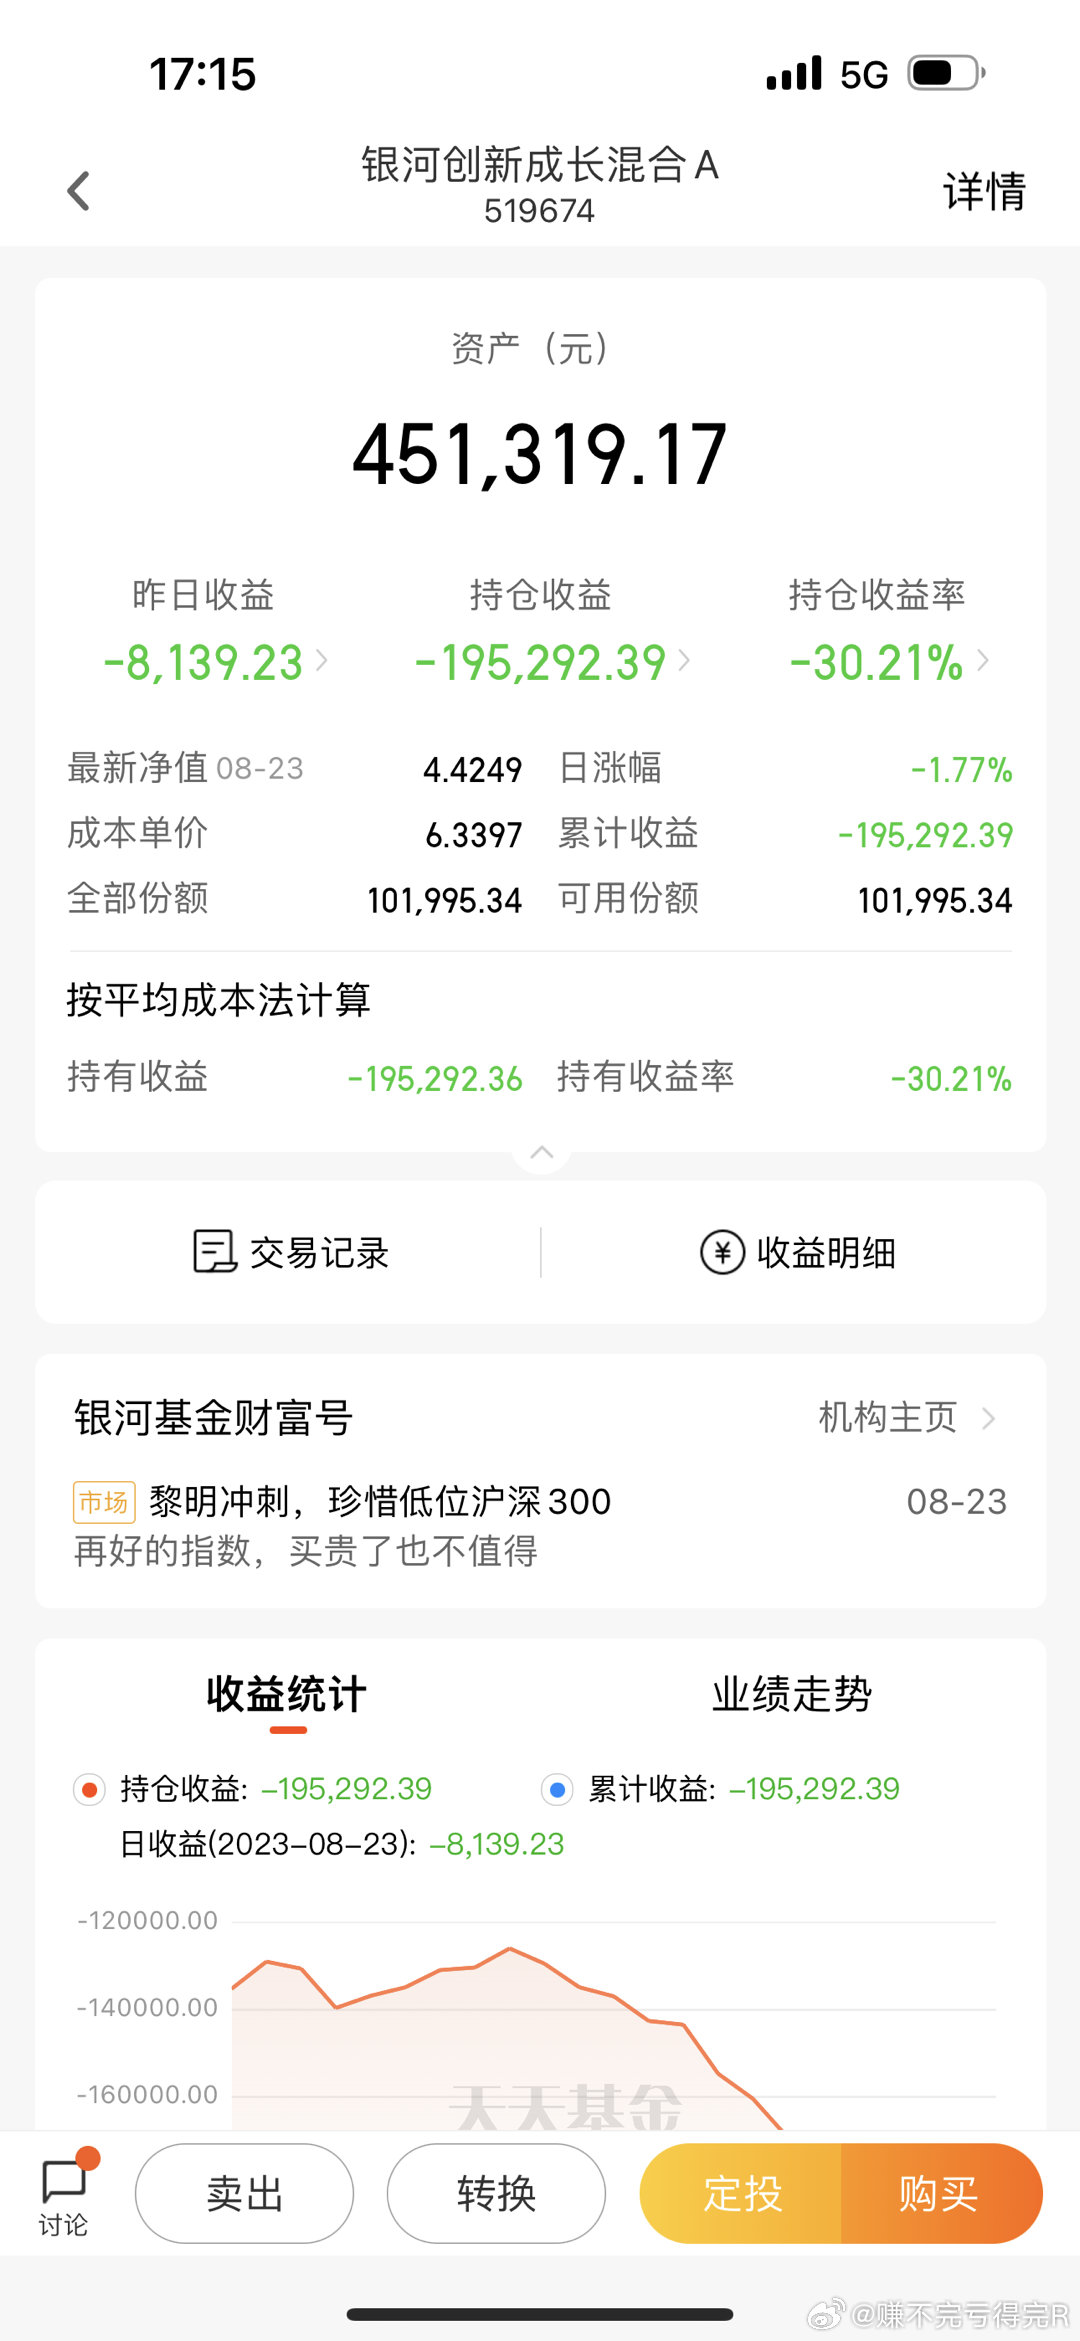 17:15
5G
银河创新成长混合A
519674
详情
资产（元）
451,319.17
昨日收益 持仓收益 持仓收益率
-8,139.23 -195,292.39 -30.21%
最新净值 08-23 4.4249 日涨幅 -1.77%
成本单价 6.3397 累计收益 -195,292.39
全部份额 101,995.34 可用份额 101,995.34
按平均成本法计算
持有收益 -195,292.36 持有收益率 -30.21%
交易记录 收益明细
银河基金财富号 机构主页
市场 黎明冲刺，珍惜低位沪深300 08-23
再好的指数，买贵了也不值得
收益统计 业绩走势
持仓收益: -195,292.39 累计收益: -195,292.39
日收益(2023-08-23): -8,139.23
-120000.00
-140000.00
-160000.00
天天基金
讨论 卖出 转换 定投 购买
@赚不完亏得完R